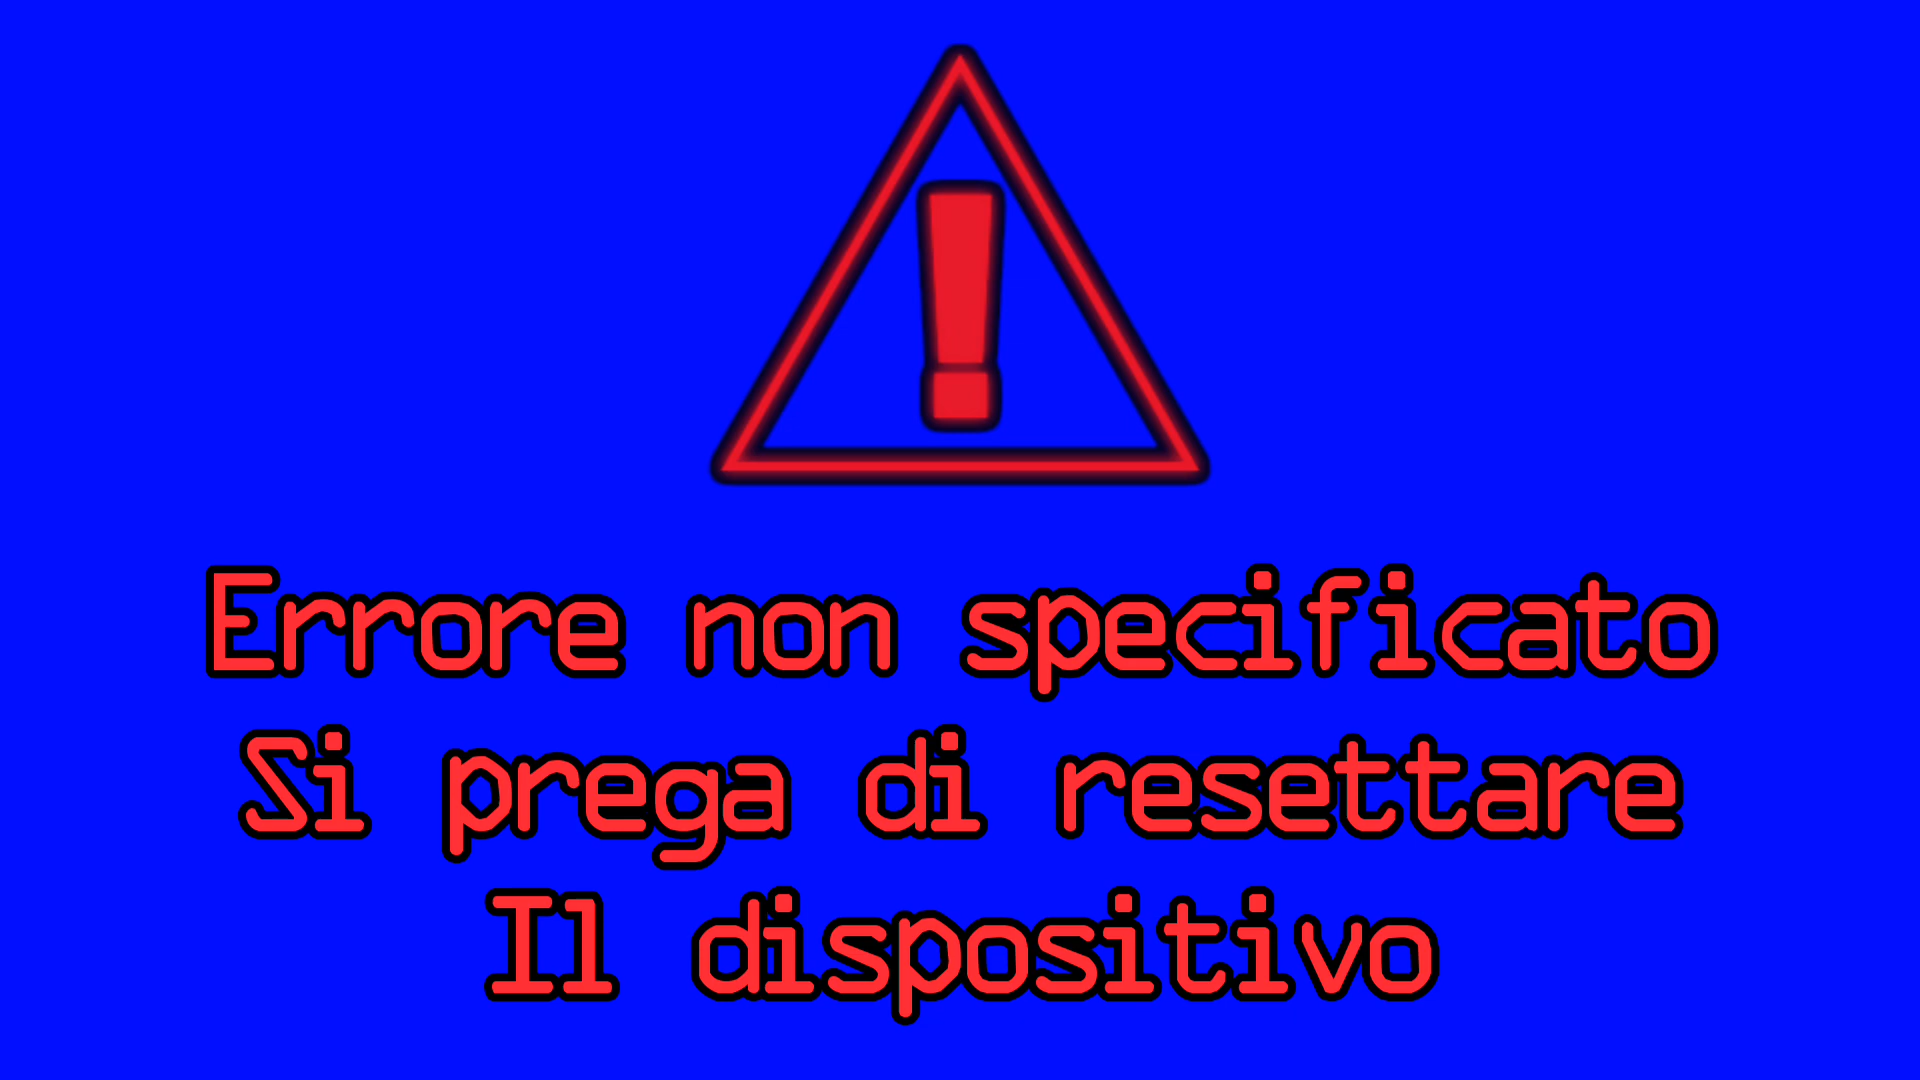 Errore non specificato
Si prega di resettare
Il dispositivo